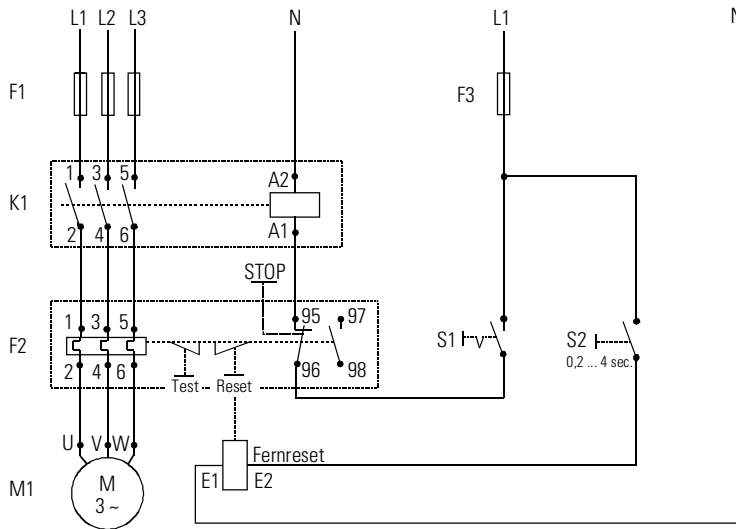 L1 L2 L3 N L1 N
F1 F3
1 3 5 A2
K1
2 4 6 A1
STOP
1 3 5 95 97
F2 S1 S2
0,2 ... 4 sec.
2 4 6 Test Reset 96 98
U V W Fernreset
E1 E2
M1 M
3 ~